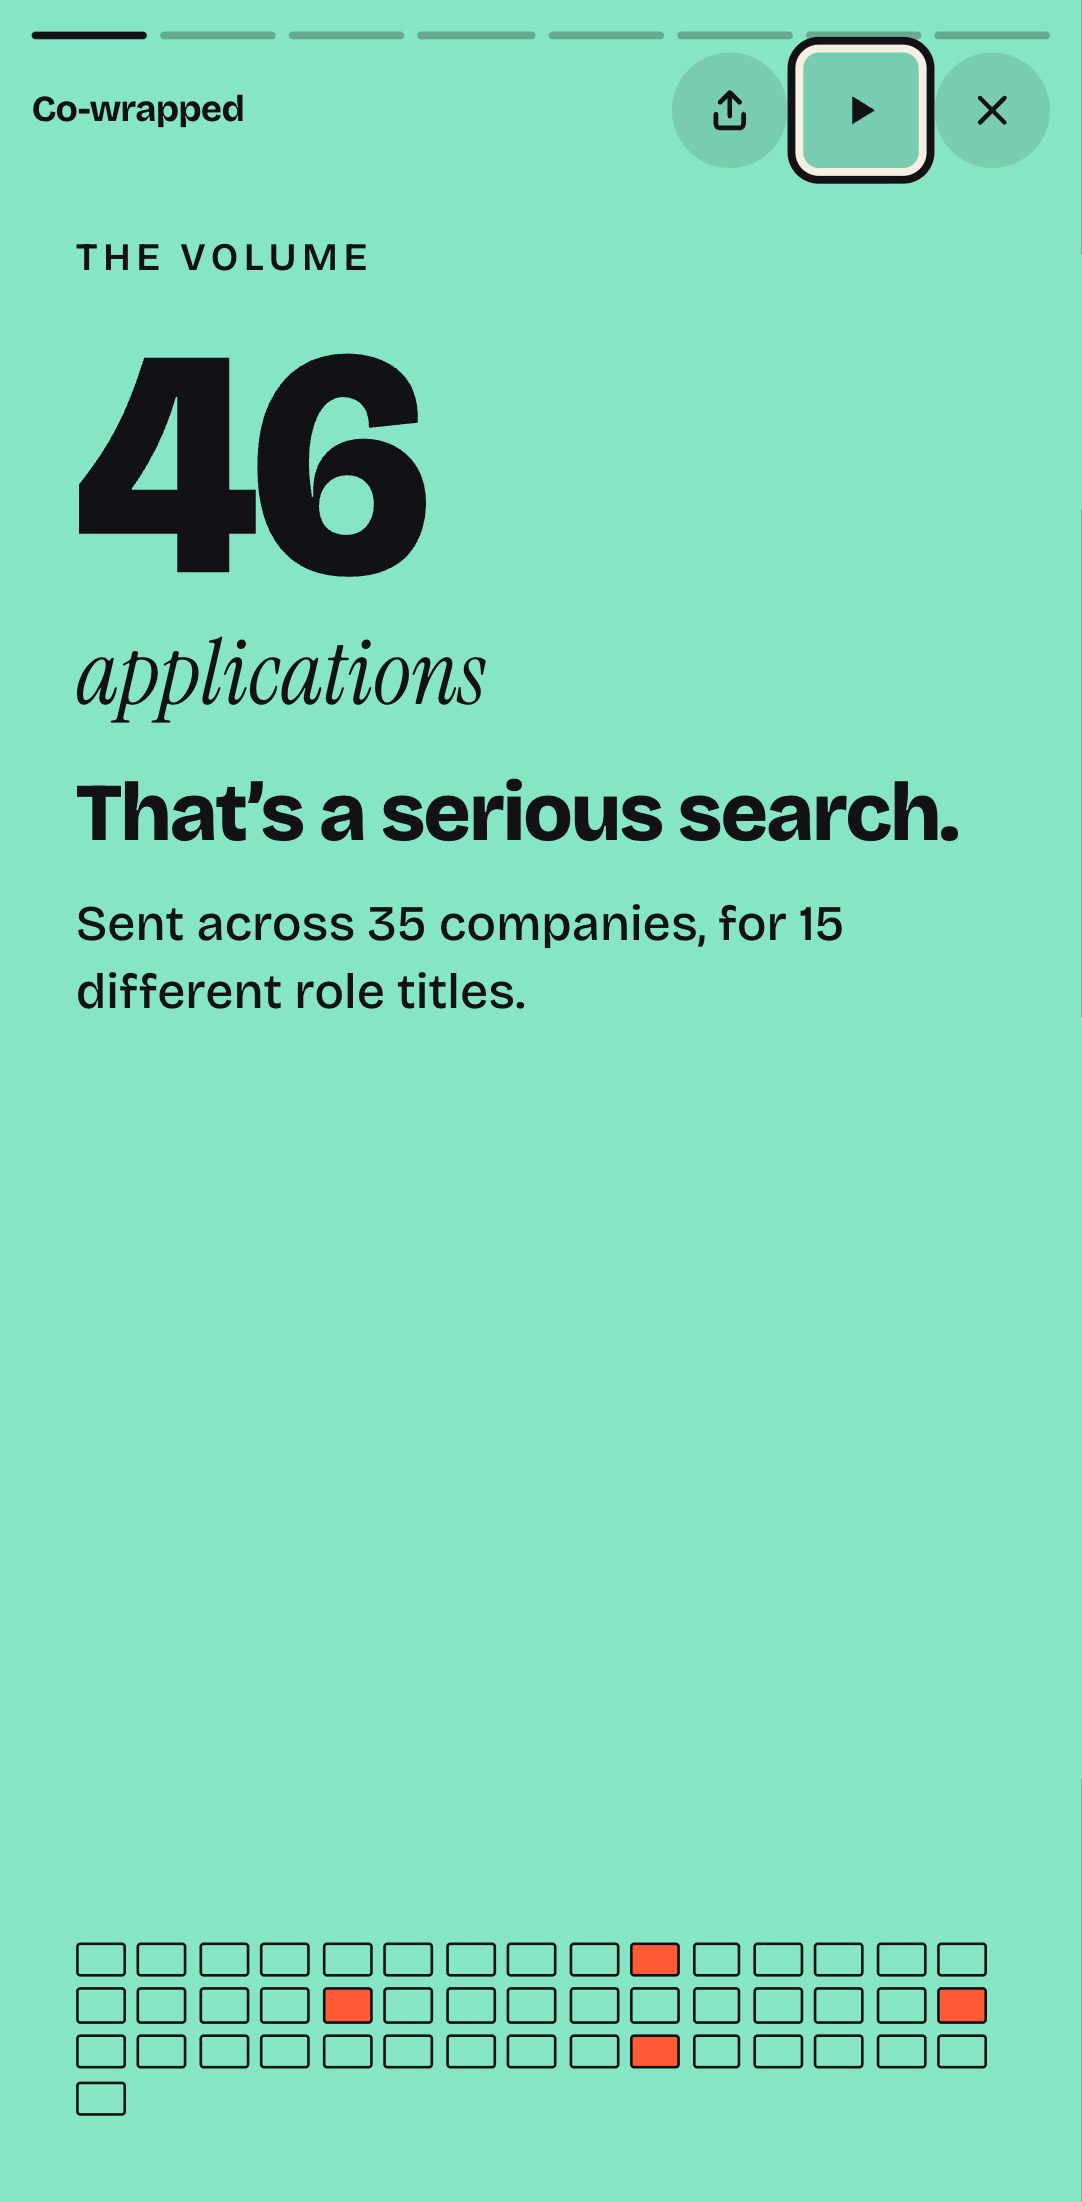 Co-wrapped
THE VOLUME
46
applications
That’s a serious search.
Sent across 35 companies, for 15
different role titles.